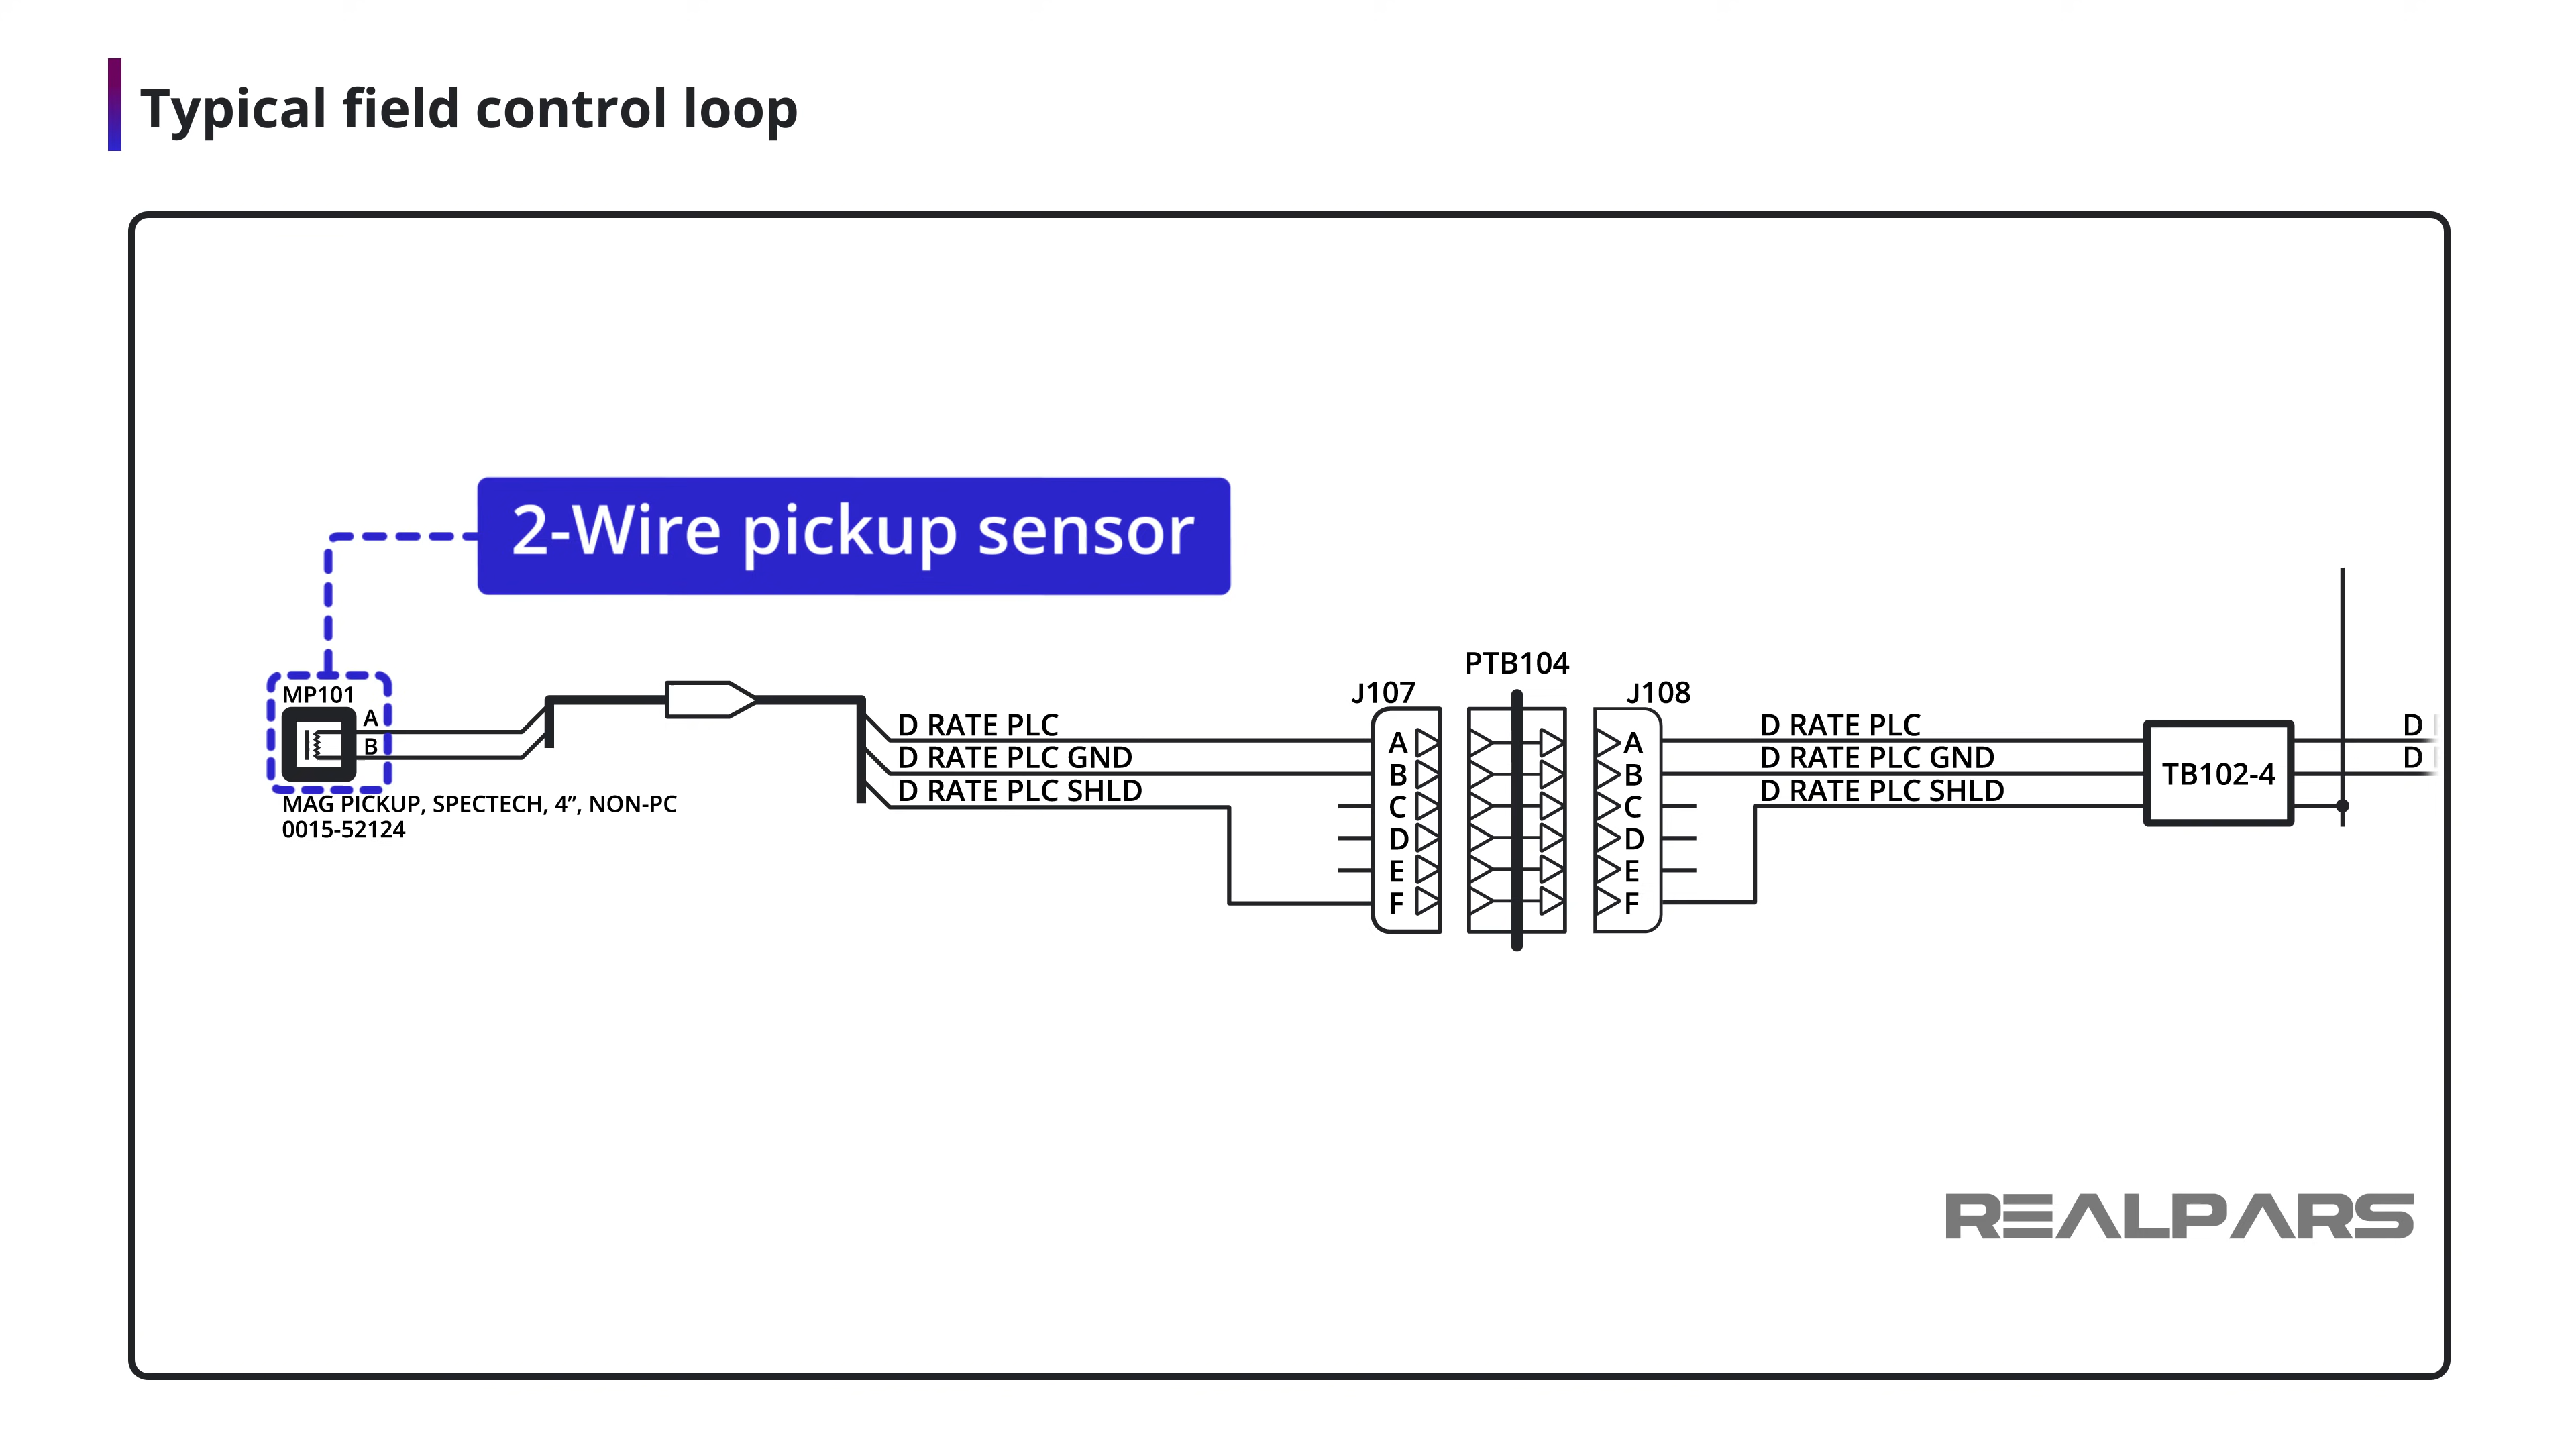 Typical field control loop
2-Wire pickup sensor
MP101
A
B
MAG PICKUP, SPECTECH, 4”, NON-PC
0015-52124
D RATE PLC
D RATE PLC GND
D RATE PLC SHLD
J107
A
B
C
D
E
F
PTB104
J108
A
B
C
D
E
F
D RATE PLC
D RATE PLC GND
D RATE PLC SHLD
TB102-4
D
D
REALPARS